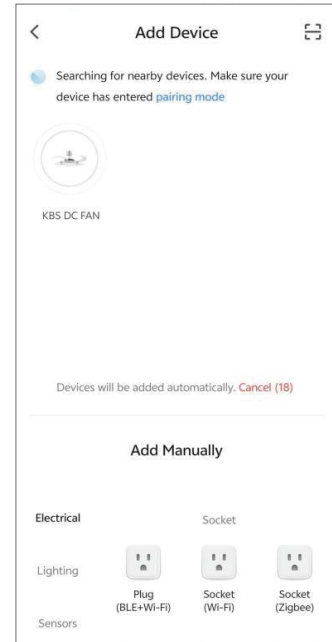 Add Device
Searching for nearby devices. Make sure your
device has entered pairing mode
KBS DC FAN
Devices will be added automatically. Cancel (18)
Add Manually
Electrical
Socket
Lighting
Plug
(BLE+Wi-Fi)
Socket
(Wi-Fi)
Socket
(Zigbee)
Sensors